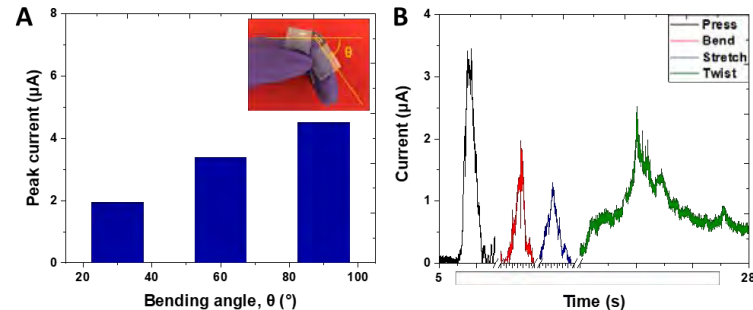 A
8
6
4
2
0
Peak current (µA)
20
40
60
80
100
Bending angle, θ (°)
θ
B
4
3
2
1
0
Current (µA)
Press
Bend
Stretch
Twist
5
28
Time (s)